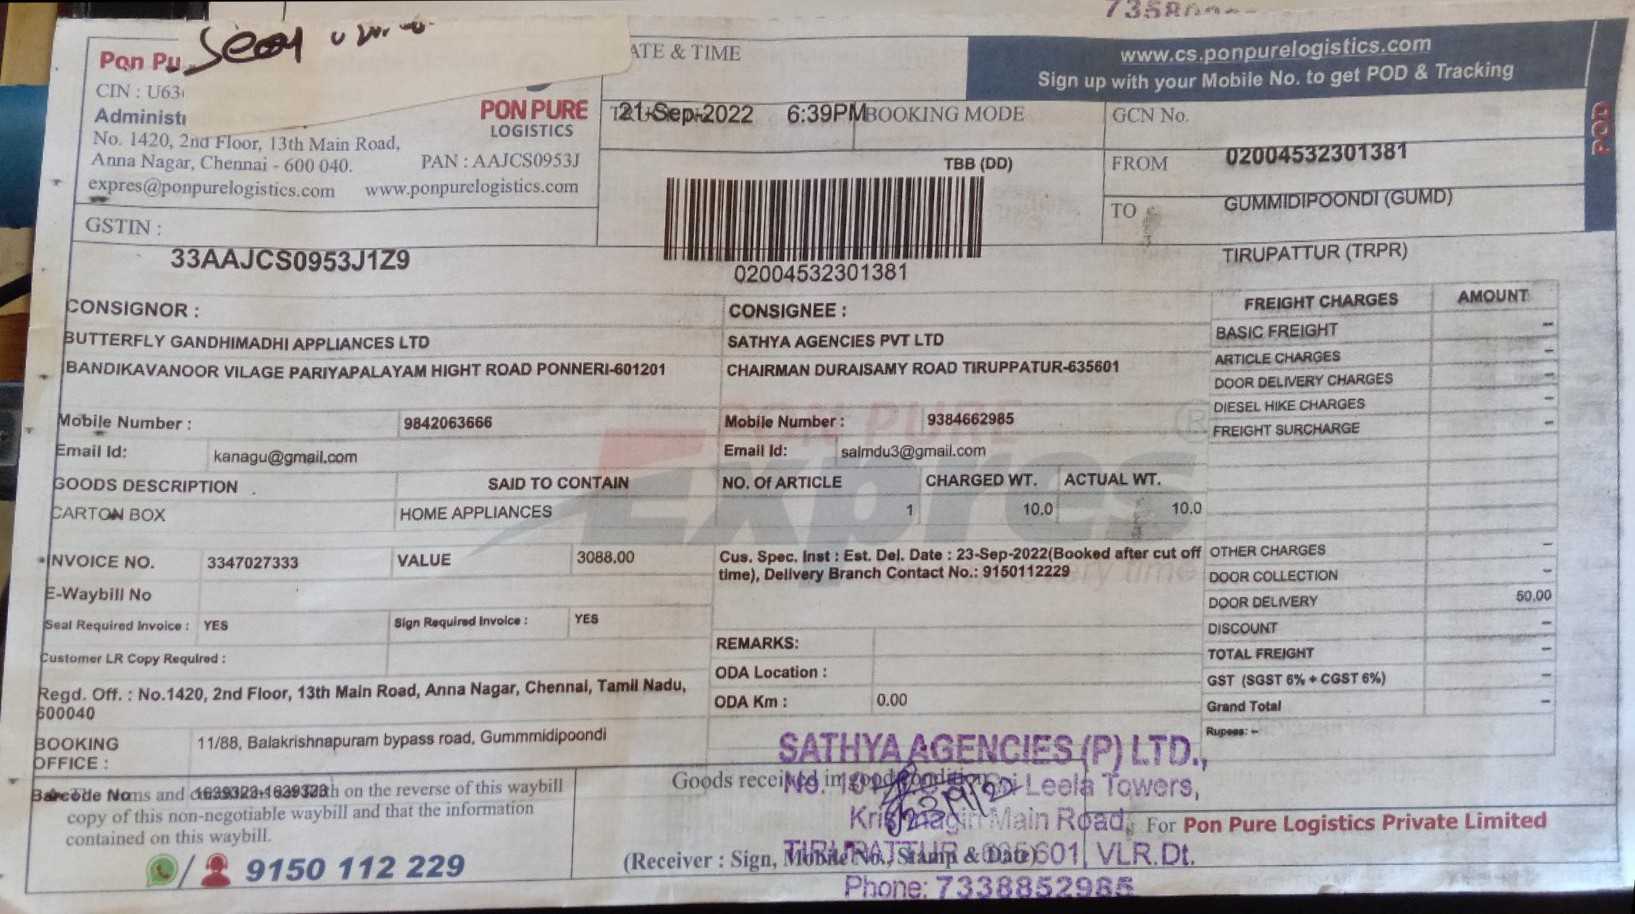 Pon Pu
CIN : U63
Administ
No. 1420, 2nd Floor, 13th Main Road,
Anna Nagar, Chennai - 600 040.
PAN : AAJCS0953J
expres@ponpurelogistics.com www.ponpurelogistics.com
PON PURE
LOGISTICS
GSTIN :
33AAJCS0953J1Z9
ATE & TIME
21-Sep-2022 6:39PM
BOOKING MODE
TBB (DD)
02004532301381
www.cs.ponpurelogistics.com
Sign up with your Mobile No. to get POD & Tracking
POD
GCN No.
02004532301381
FROM
GUMMIDIPOONDI (GUMD)
TO
TIRUPATTUR (TRPR)
CONSIGNOR :
BUTTERFLY GANDHIMADHI APPLIANCES LTD
BANDIKAVANOOR VILAGE PARIYAPALAYAM HIGHT ROAD PONNERI-601201
Mobile Number : 9842063666
Email Id: kanagu@gmail.com
CONSIGNEE :
SATHYA AGENCIES PVT LTD
CHAIRMAN DURAISAMY ROAD TIRUPPATUR-635601
Mobile Number : 9384662985
Email Id: salmdu3@gmail.com
GOODS DESCRIPTION SAID TO CONTAIN NO. Of ARTICLE CHARGED WT. ACTUAL WT.
CARTON BOX HOME APPLIANCES 1 10.0 10.0
INVOICE NO. 3347027333 VALUE 3088.00
E-Waybill No
Seal Required Invoice : YES Sign Required Invoice : YES
Customer LR Copy Required :
Cus. Spec. Inst : Est. Del. Date : 23-Sep-2022(Booked after cut off
time), Delivery Branch Contact No.: 9150112229
REMARKS:
ODA Location :
ODA Km : 0.00
Regd. Off. : No.1420, 2nd Floor, 13th Main Road, Anna Nagar, Chennai, Tamil Nadu,
600040
BOOKING
OFFICE :
11/88, Balakrishnapuram bypass road, Gummmidipoondi
FREIGHT CHARGES AMOUNT
BASIC FREIGHT –
ARTICLE CHARGES –
DOOR DELIVERY CHARGES –
DIESEL HIKE CHARGES –
FREIGHT SURCHARGE –
OTHER CHARGES –
DOOR COLLECTION –
DOOR DELIVERY 50.00
DISCOUNT –
TOTAL FREIGHT –
GST (SGST 6% + CGST 6%) –
Grand Total –
Rupees: –
PON PURE
Expres ®
Barcode No 1639323-1639323
on the reverse of this waybill
copy of this non-negotiable waybill and that the information
contained on this waybill.
9150 112 229
Goods received in good condition
(Receiver : Sign, Mobile No., Stamp & Date)
SATHYA AGENCIES (P) LTD.,
Leela Towers,
Krishnagiri Main Road,
TIRUPATTUR - 635 601, VLR.Dt.
Phone: 7338852985
For Pon Pure Logistics Private Limited